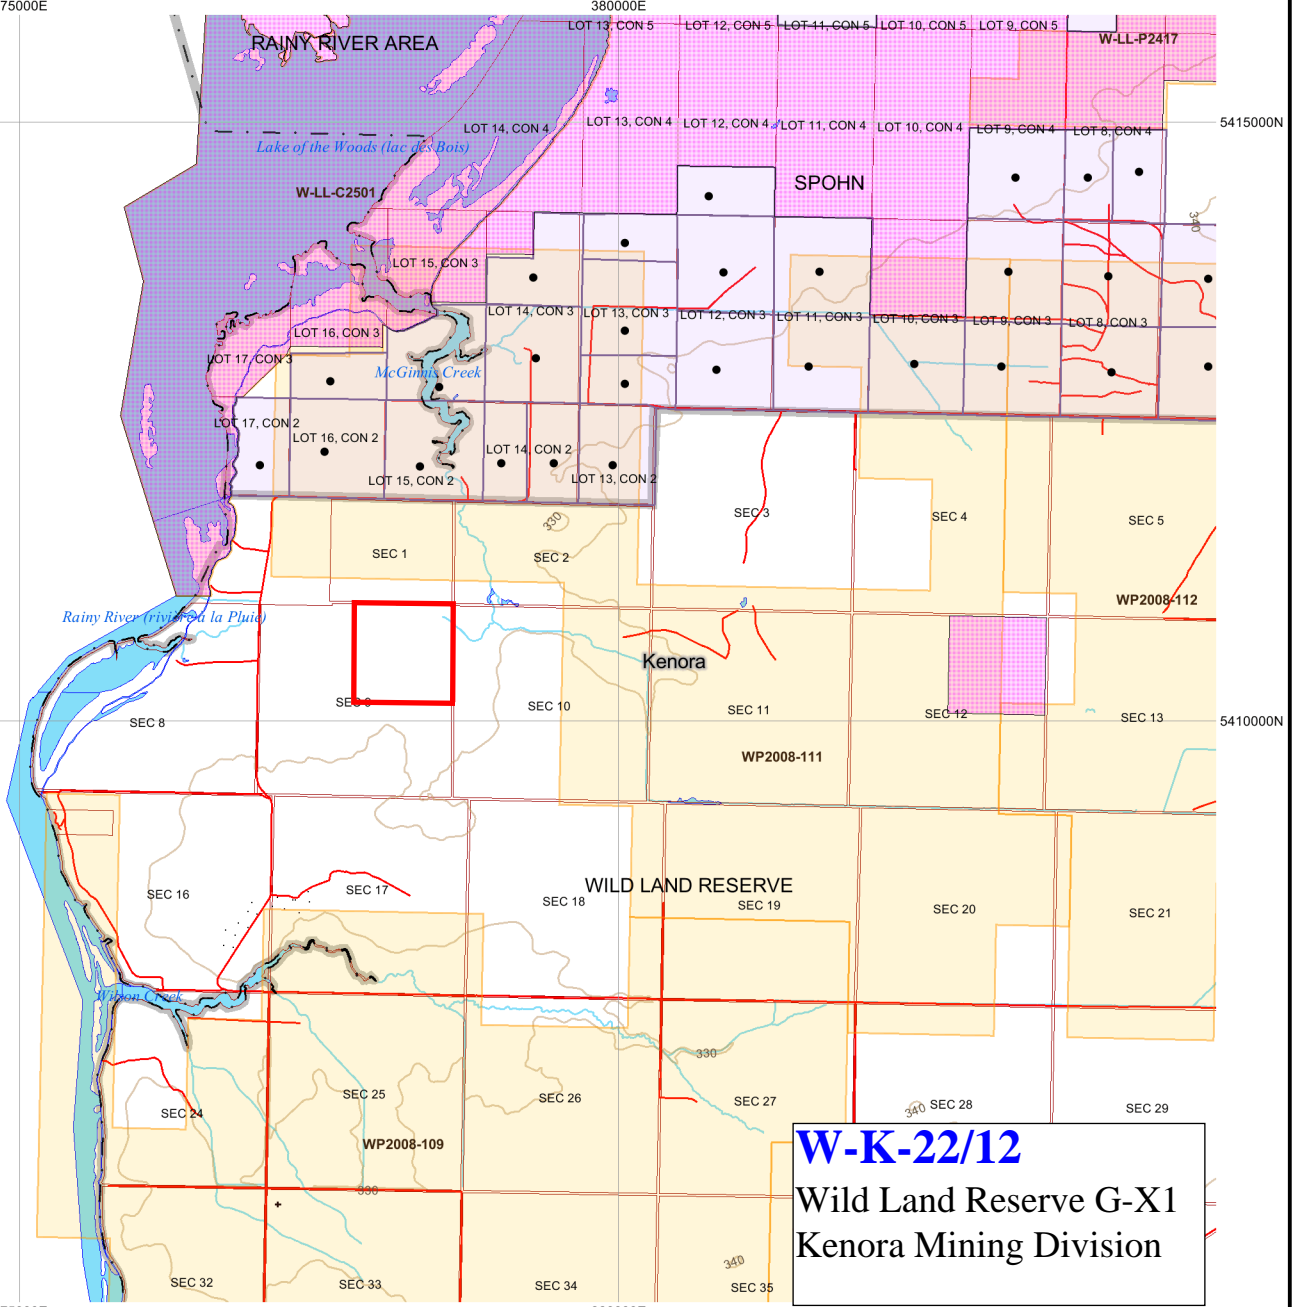 75000E
380000E
LOT 13, CON 5
LOT 12, CON 5
LOT 11, CON 5
LOT 10, CON 5
LOT 9, CON 5
RAINY RIVER AREA
W-LL-P2417
LOT 14, CON 4
LOT 13, CON 4
LOT 12, CON 4
LOT 11, CON 4
LOT 10, CON 4
LOT 9, CON 4
LOT 8, CON 4
5415000N
Lake of the Woods (lac des Bois)
W-LL-C2501
SPOHN
340
LOT 15, CON 3
LOT 14, CON 3
LOT 13, CON 3
LOT 12, CON 3
LOT 11, CON 3
LOT 10, CON 3
LOT 9, CON 3
LOT 8, CON 3
LOT 16, CON 3
LOT 17, CON 3
McGinnis Creek
LOT 17, CON 2
LOT 16, CON 2
LOT 14, CON 2
LOT 15, CON 2
LOT 13, CON 2
330
SEC 3
SEC 4
SEC 5
SEC 1
SEC 2
WP2008-112
Rainy River (rivière à la Pluie)
Kenora
SEC 9
SEC 10
SEC 11
SEC 12
SEC 13
SEC 8
5410000N
WP2008-111
SEC 16
SEC 17
WILD LAND RESERVE
SEC 18
SEC 19
SEC 20
SEC 21
Wilson Creek
330
SEC 24
SEC 25
SEC 26
SEC 27
340
SEC 28
SEC 29
WP2008-109
330
W-K-22/12
Wild Land Reserve G-X1
Kenora Mining Division
340
SEC 32
SEC 33
SEC 34
SEC 35